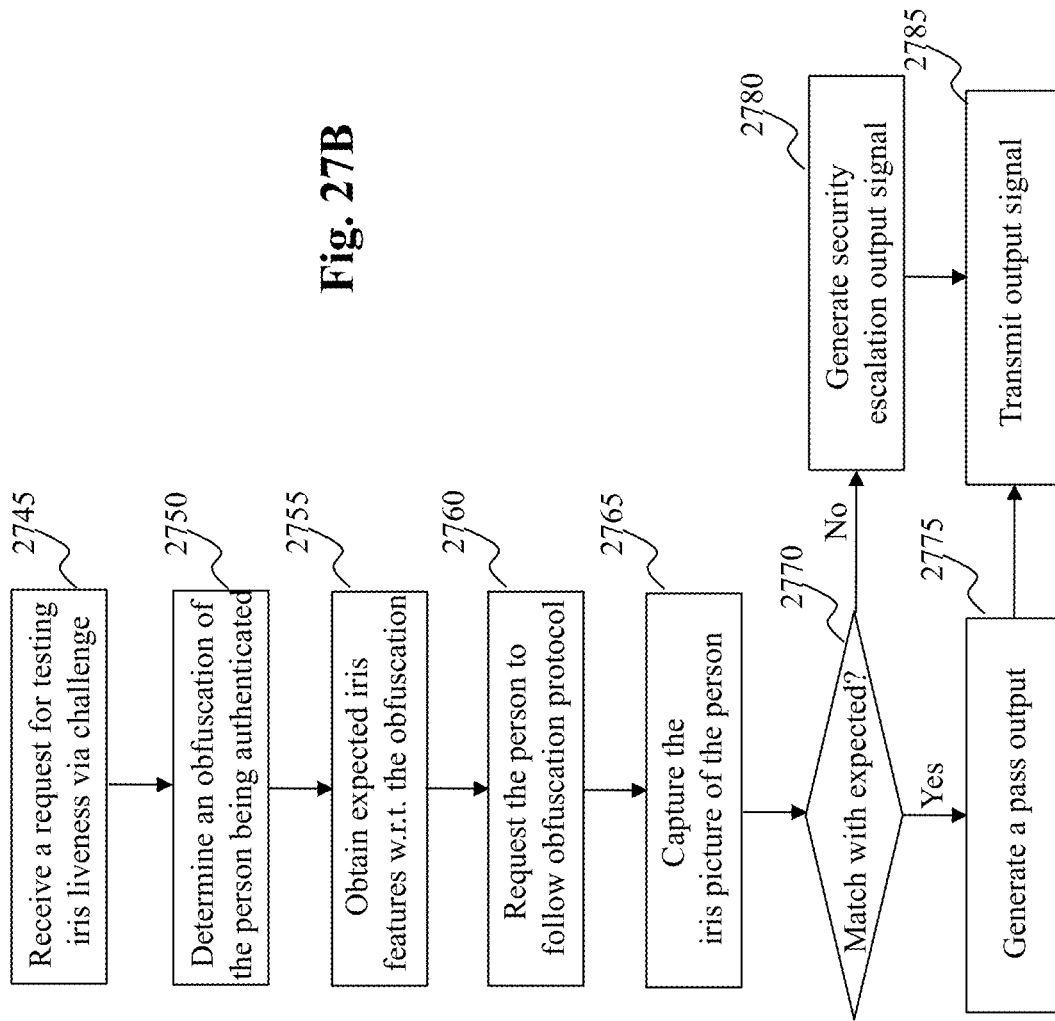 2745
Receive a request for testing
iris liveness via challenge
2750
Determine an obfuscation of
the person being authenticated
2755
Obtain expected iris
features w.r.t. the obfuscation
2760
Request the person to
follow obfuscation protocol
2765
Capture the
iris picture of the person
2770
Match with expected?
No
Yes
2780
Generate security
escalation output signal
2775
Generate a pass output
2785
Transmit output signal
Fig. 27B